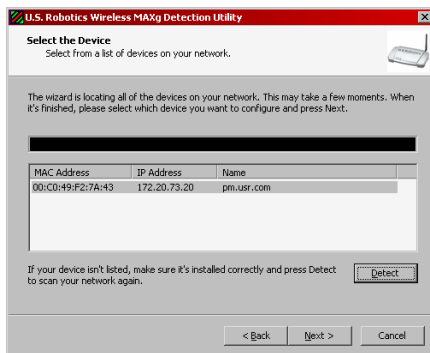 U.S. Robotics Wireless MAXg Detection Utility
Select the Device
Select from a list of devices on your network.
The wizard is locating all of the devices on your network. This may take a few moments. When
it's finished, please select which device you want to configure and press Next.
MAC Address IP Address Name
00:C0:49:F2:7A:43 172.20.73.20 pm.usr.com
If your device isn't listed, make sure it's installed correctly and press Detect
to scan your network again.
Detect
< Back Next > Cancel